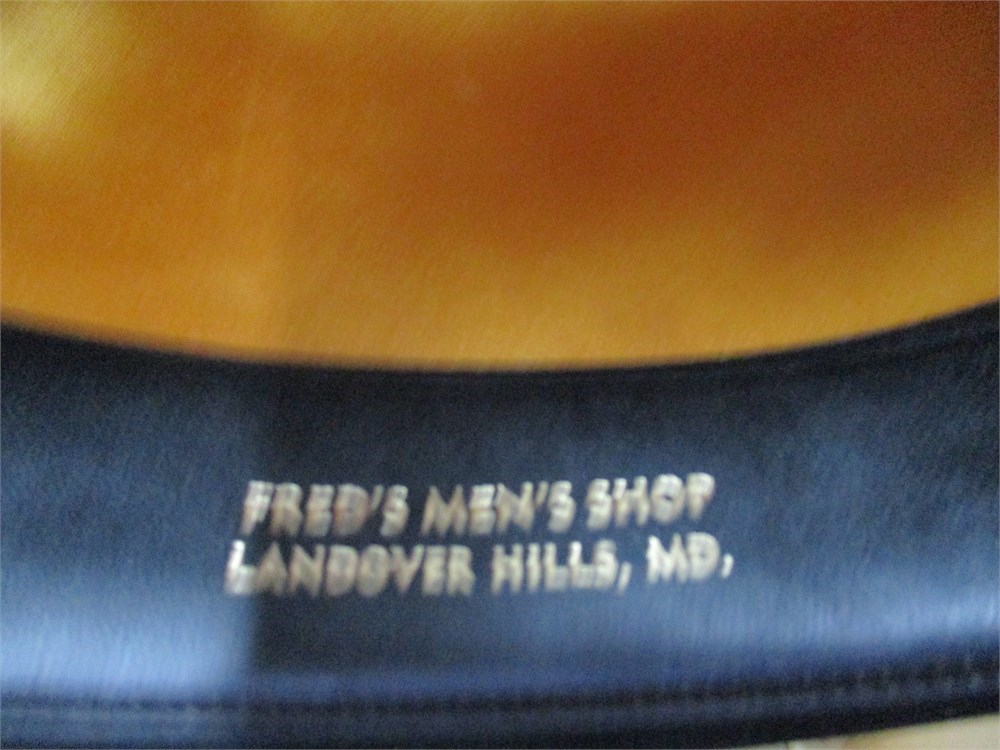 FRED'S MEN'S SHOP
LANDOVER HILLS, MD.